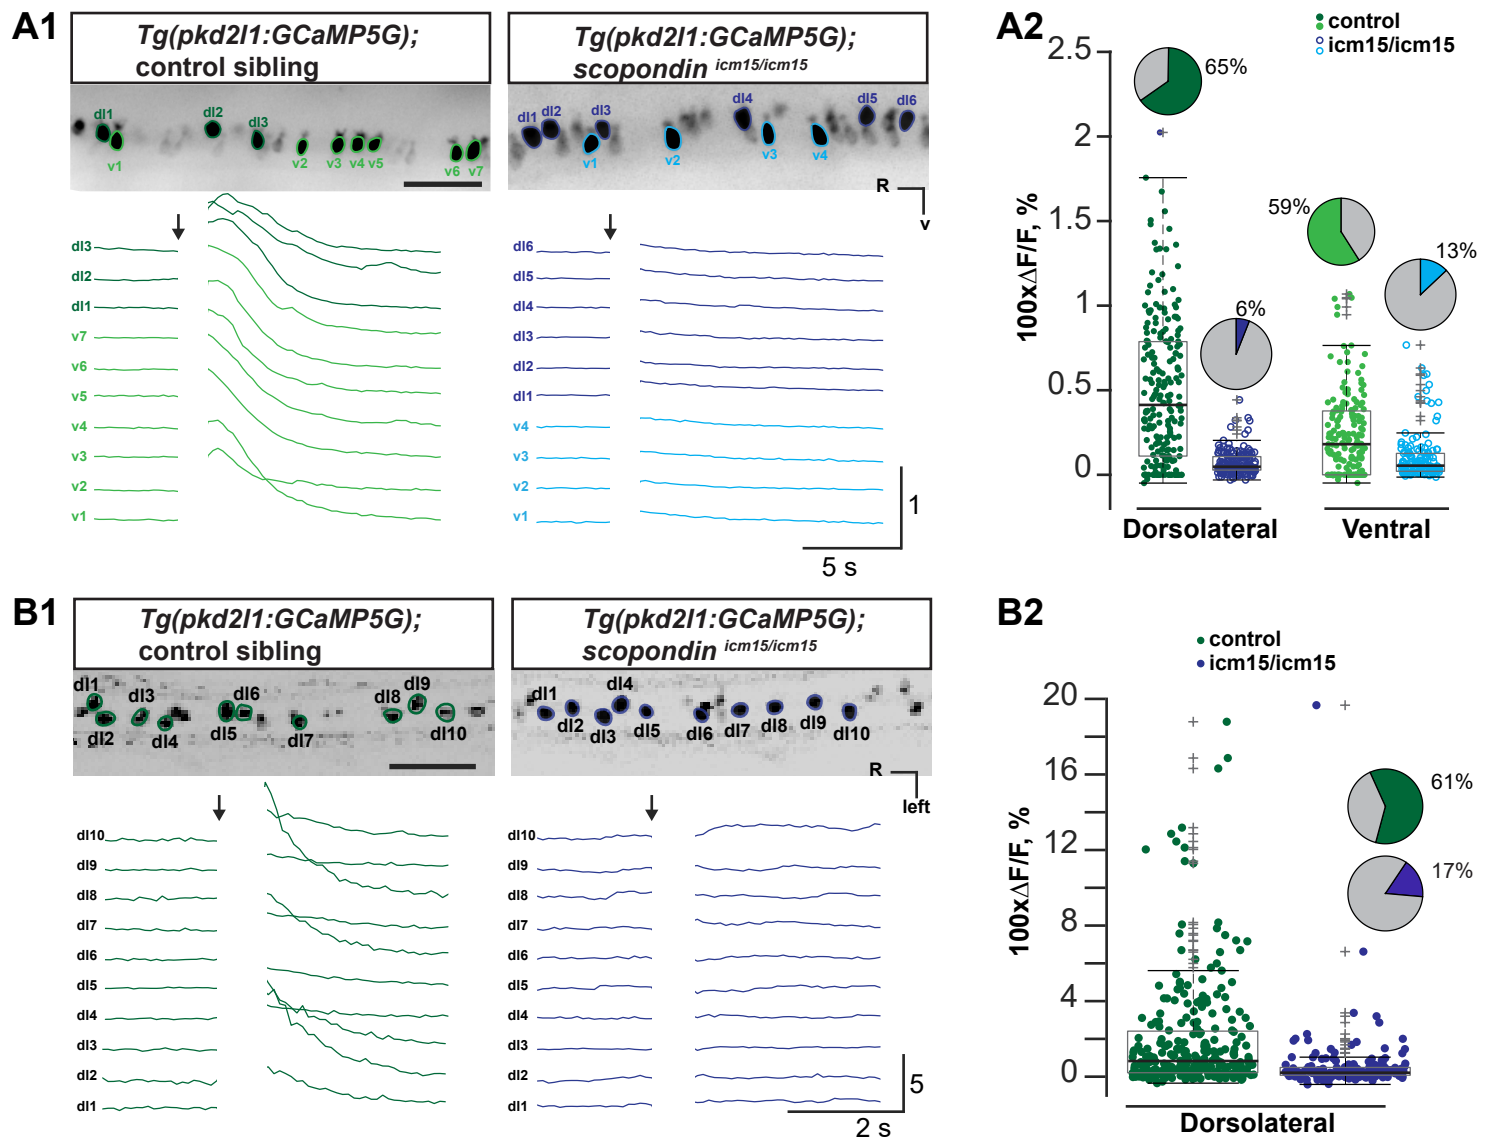 A1
Tg(pkd2l1:GCaMP5G);
control sibling
dl1
dl2
dl3
v1
v2
v3
v4
v5
v6
v7
dl3
dl2
dl1
v7
v6
v5
v4
v3
v2
v1
Tg(pkd2l1:GCaMP5G);
scopondin icm15/icm15
dl1
dl2
dl3
dl4
dl5
dl6
v1
v2
v3
v4
R
v
dl6
dl5
dl4
dl3
dl2
dl1
v4
v3
v2
v1
1
5 s
A2
control
icm15/icm15
100xΔF/F, %
2.5
2
1.5
1
0.5
0
65%
6%
59%
13%
Dorsolateral
Ventral
B1
Tg(pkd2l1:GCaMP5G);
control sibling
dl1
dl2
dl3
dl4
dl5
dl6
dl7
dl8
dl9
dl10
dl10
dl9
dl8
dl7
dl6
dl5
dl4
dl3
dl2
dl1
Tg(pkd2l1:GCaMP5G);
scopondin icm15/icm15
dl1
dl2
dl3
dl4
dl5
dl6
dl7
dl8
dl9
dl10
R
left
dl10
dl9
dl8
dl7
dl6
dl5
dl4
dl3
dl2
dl1
5
2 s
B2
control
icm15/icm15
100xΔF/F, %
20
16
12
8
4
0
61%
17%
Dorsolateral